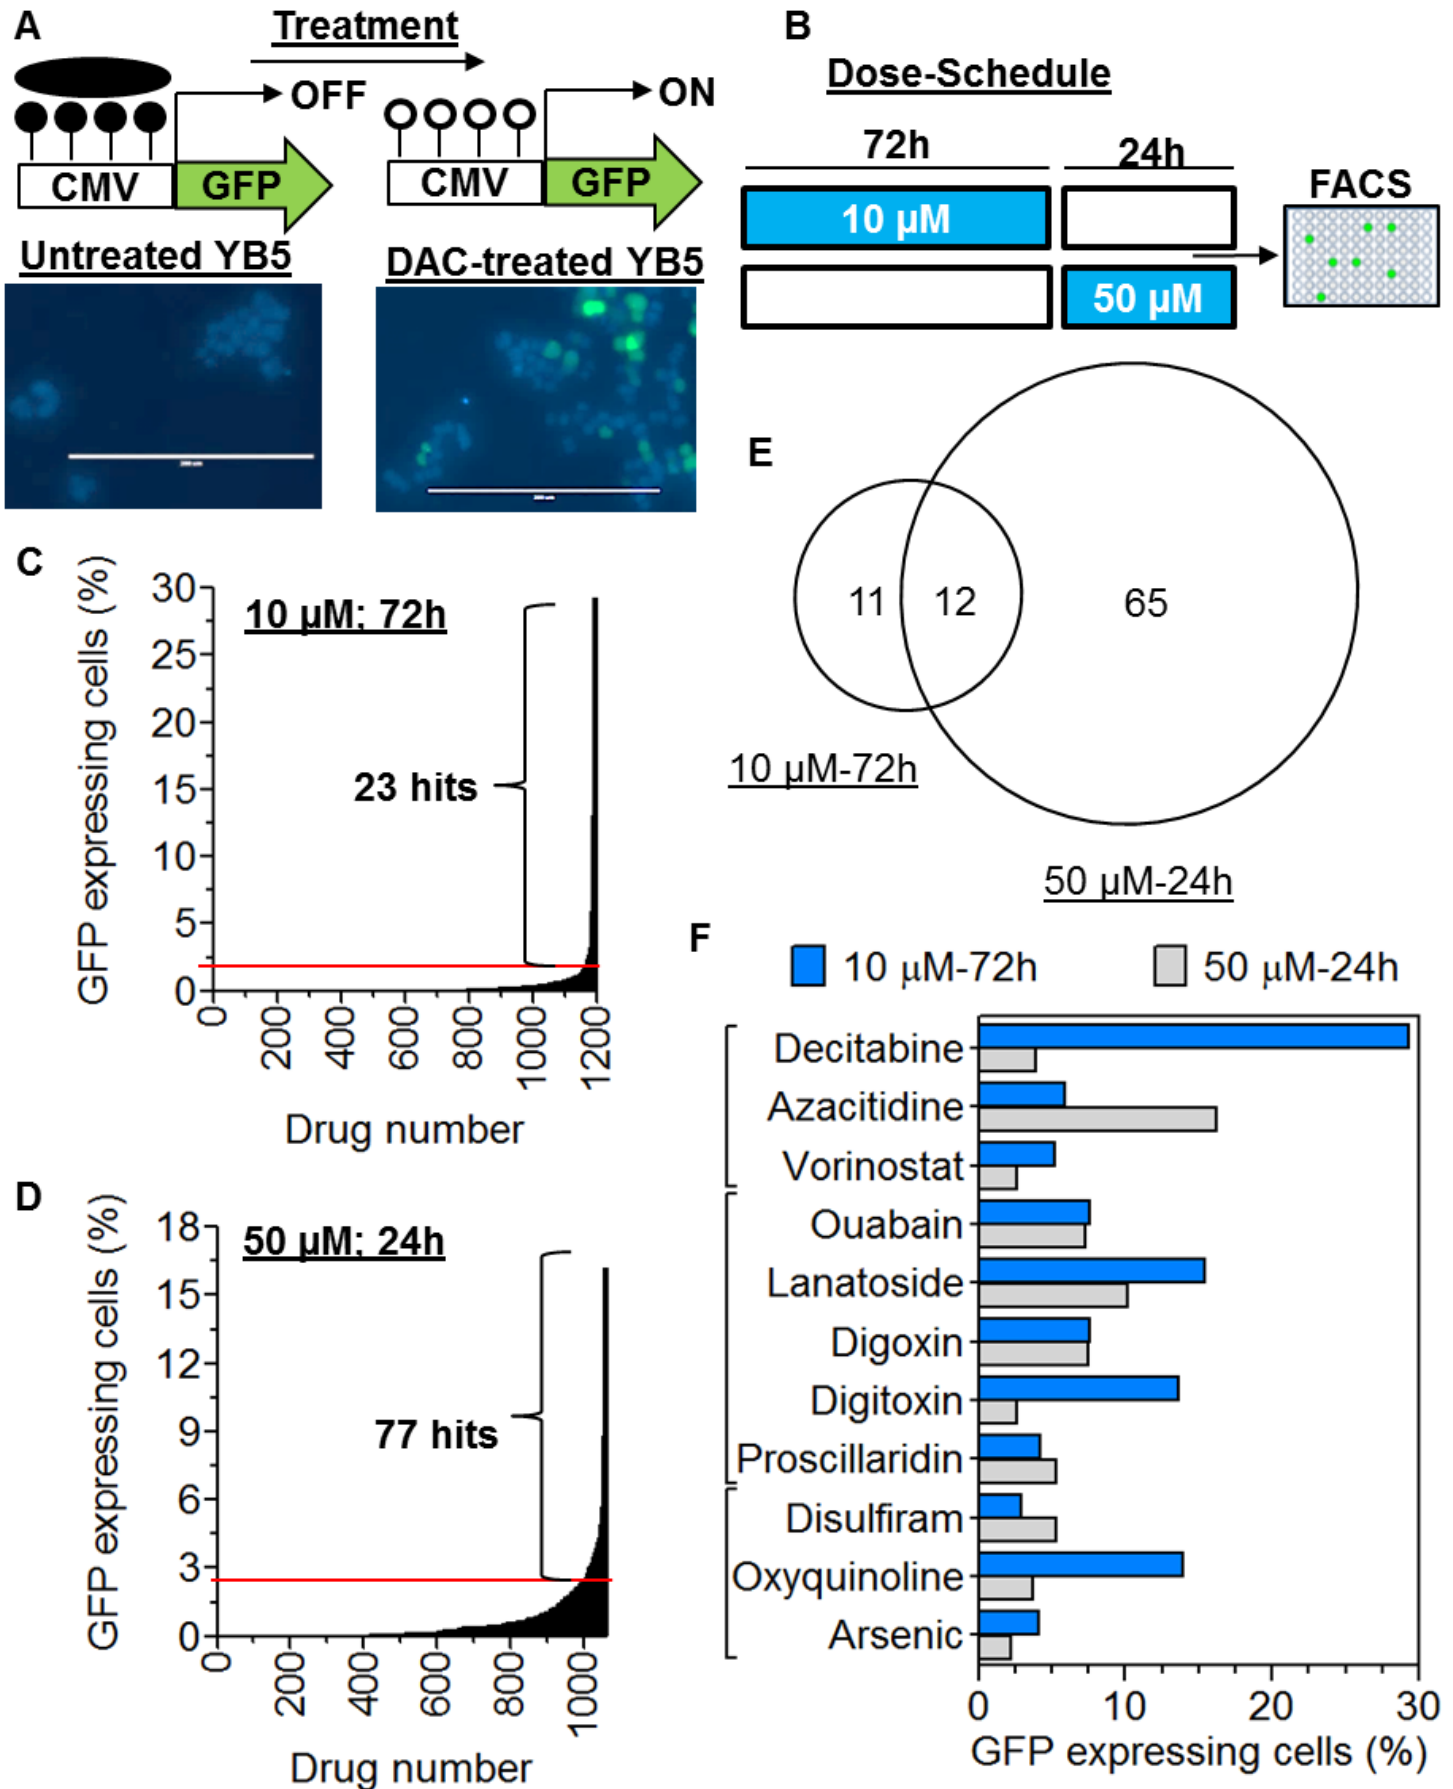 A
Treatment
OFF
ON
CMV
GFP
CMV
GFP
Untreated YB5
DAC-treated YB5
B
Dose-Schedule
72h
24h
10 µM
50 µM
FACS
C
GFP expressing cells (%)
30
25
20
15
10
5
0
10 µM; 72h
23 hits
0
200
400
600
800
1000
1200
Drug number
D
GFP expressing cells (%)
18
15
12
9
6
3
0
50 µM; 24h
77 hits
0
200
400
600
800
1000
Drug number
E
11
12
65
10 µM-72h
50 µM-24h
F
10 µM-72h
50 µM-24h
Decitabine
Azacitidine
Vorinostat
Ouabain
Lanatoside
Digoxin
Digitoxin
Proscillaridin
Disulfiram
Oxyquinoline
Arsenic
0
10
20
30
GFP expressing cells (%)